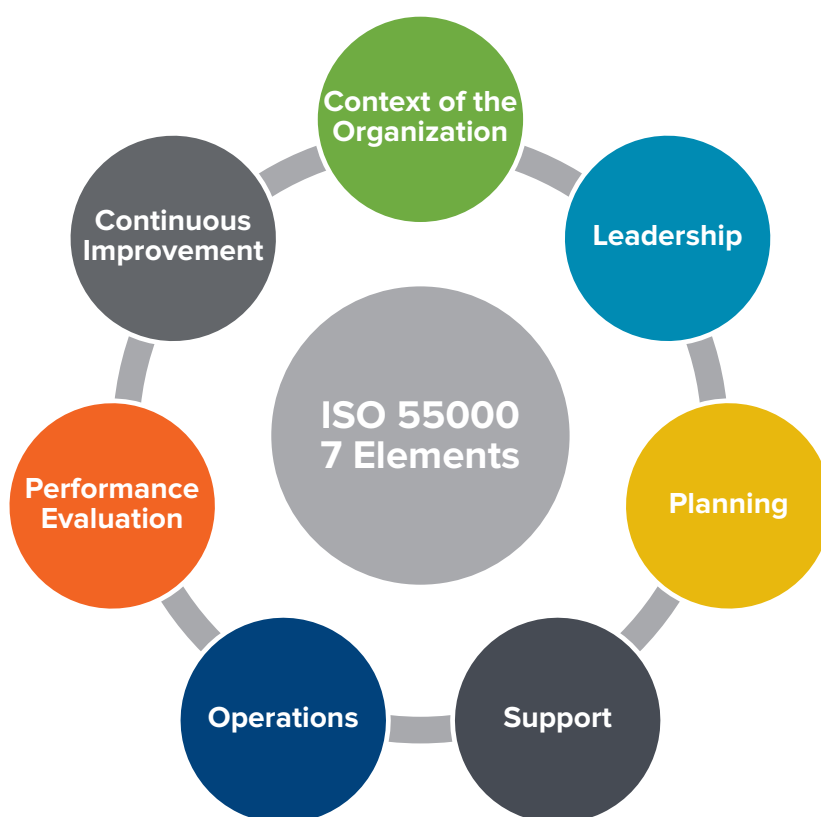 Context of the
Organization
Leadership
Planning
Support
Operations
Performance
Evaluation
Continuous
Improvement
ISO 55000
7 Elements